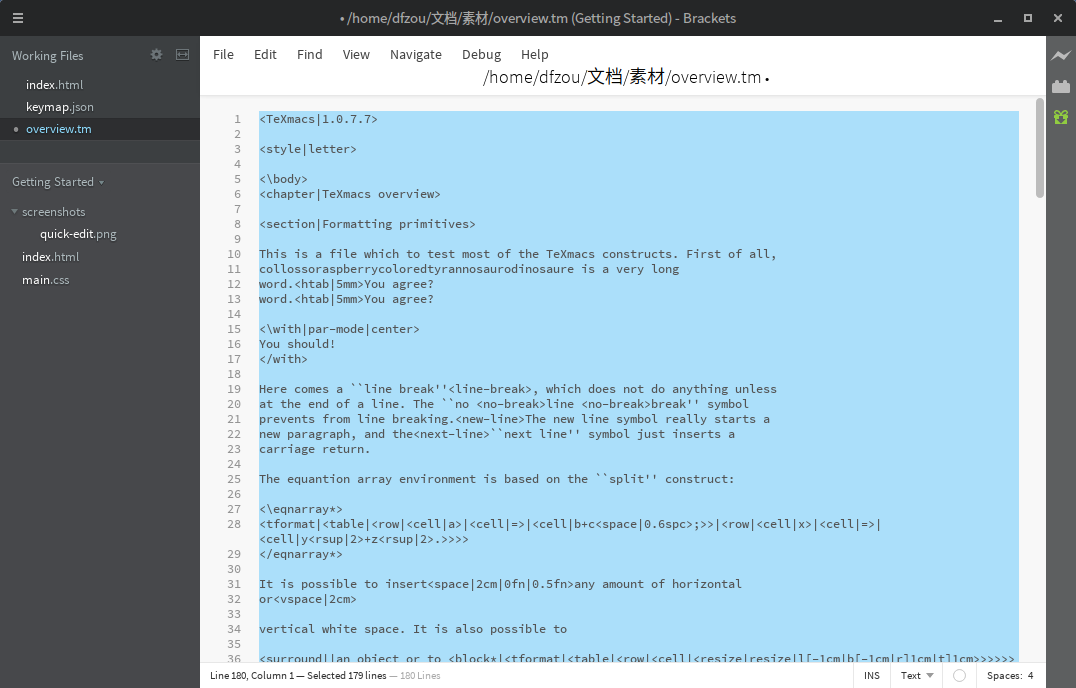 • /home/dfzou/文档/素材/overview.tm (Getting Started) - Brackets
Working Files
index.html
keymap.json
• overview.tm
Getting Started
screenshots
quick-edit.png
index.html
main.css
File Edit Find View Navigate Debug Help
/home/dfzou/文档/素材/overview.tm •
1 <TeXmacs|1.0.7.7>
2
3 <style|letter>
4
5 <\body>
6 <chapter|TeXmacs overview>
7
8 <section|Formatting primitives>
9
10 This is a file which to test most of the TeXmacs constructs. First of all,
11 collossoraspberrycoloredtyrannosaurodinosaure is a very long
12 word.<htab|5mm>You agree?
13 word.<htab|5mm>You agree?
14
15 <\with|par-mode|center>
16 You should!
17 </with>
18
19 Here comes a ``line break''<line-break>, which does not do anything unless
20 at the end of a line. The ``no <no-break>line <no-break>break'' symbol
21 prevents from line breaking.<new-line>The new line symbol really starts a
22 new paragraph, and the<next-line>``next line'' symbol just inserts a
23 carriage return.
24
25 The equantion array environment is based on the ``split'' construct:
26
27 <\eqnarray*>
28 <tformat|<table|<row|<cell|a>|<cell|=>|<cell|b+c<space|0.6spc>;>>|<row|<cell|x>|<cell|=>|
<cell|y<rsup|2>+z<rsup|2>.>>>>
29 </eqnarray*>
30
31 It is possible to insert<space|2cm|0fn|0.5fn>any amount of horizontal
32 or<vspace|2cm>
33
34 vertical white space. It is also possible to
35
36 <surround||an object or to <block*|<tformat|<table|<row|<cell|<resize|resize|l[-1cm|b[-1cm|r]1cm|t]1cm>>>>>>
Line 180, Column 1 — Selected 179 lines — 180 Lines
INS Text Spaces: 4